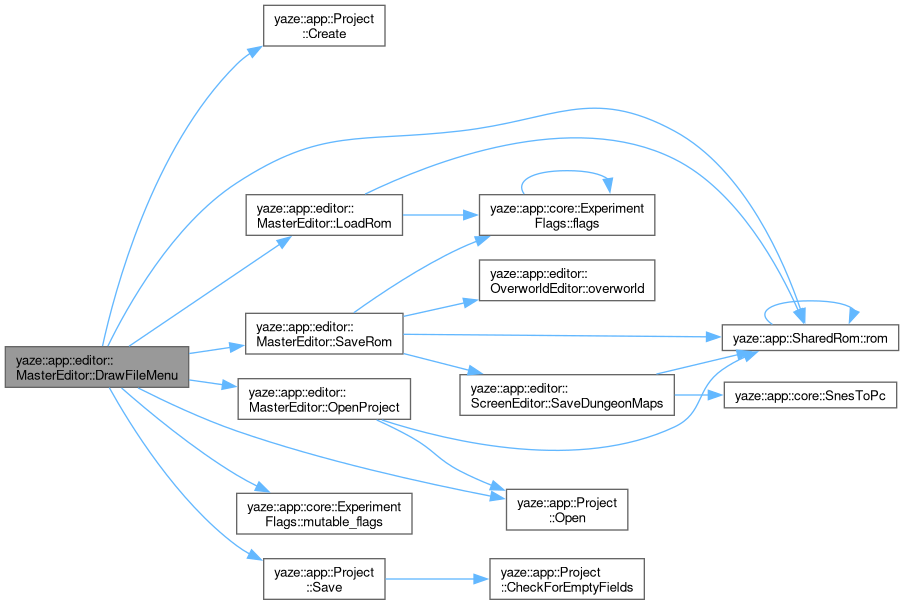 yaze::app::Project
::Create
yaze::app::editor::
MasterEditor::LoadRom
yaze::app::core::Experiment
Flags::flags
yaze::app::editor::
OverworldEditor::overworld
yaze::app::editor::
MasterEditor::SaveRom
yaze::app::SharedRom::rom
yaze::app::editor::
MasterEditor::DrawFileMenu
yaze::app::editor::
MasterEditor::OpenProject
yaze::app::editor::
ScreenEditor::SaveDungeonMaps
yaze::app::core::SnesToPc
yaze::app::core::Experiment
Flags::mutable_flags
yaze::app::Project
::Open
yaze::app::Project
::Save
yaze::app::Project
::CheckForEmptyFields